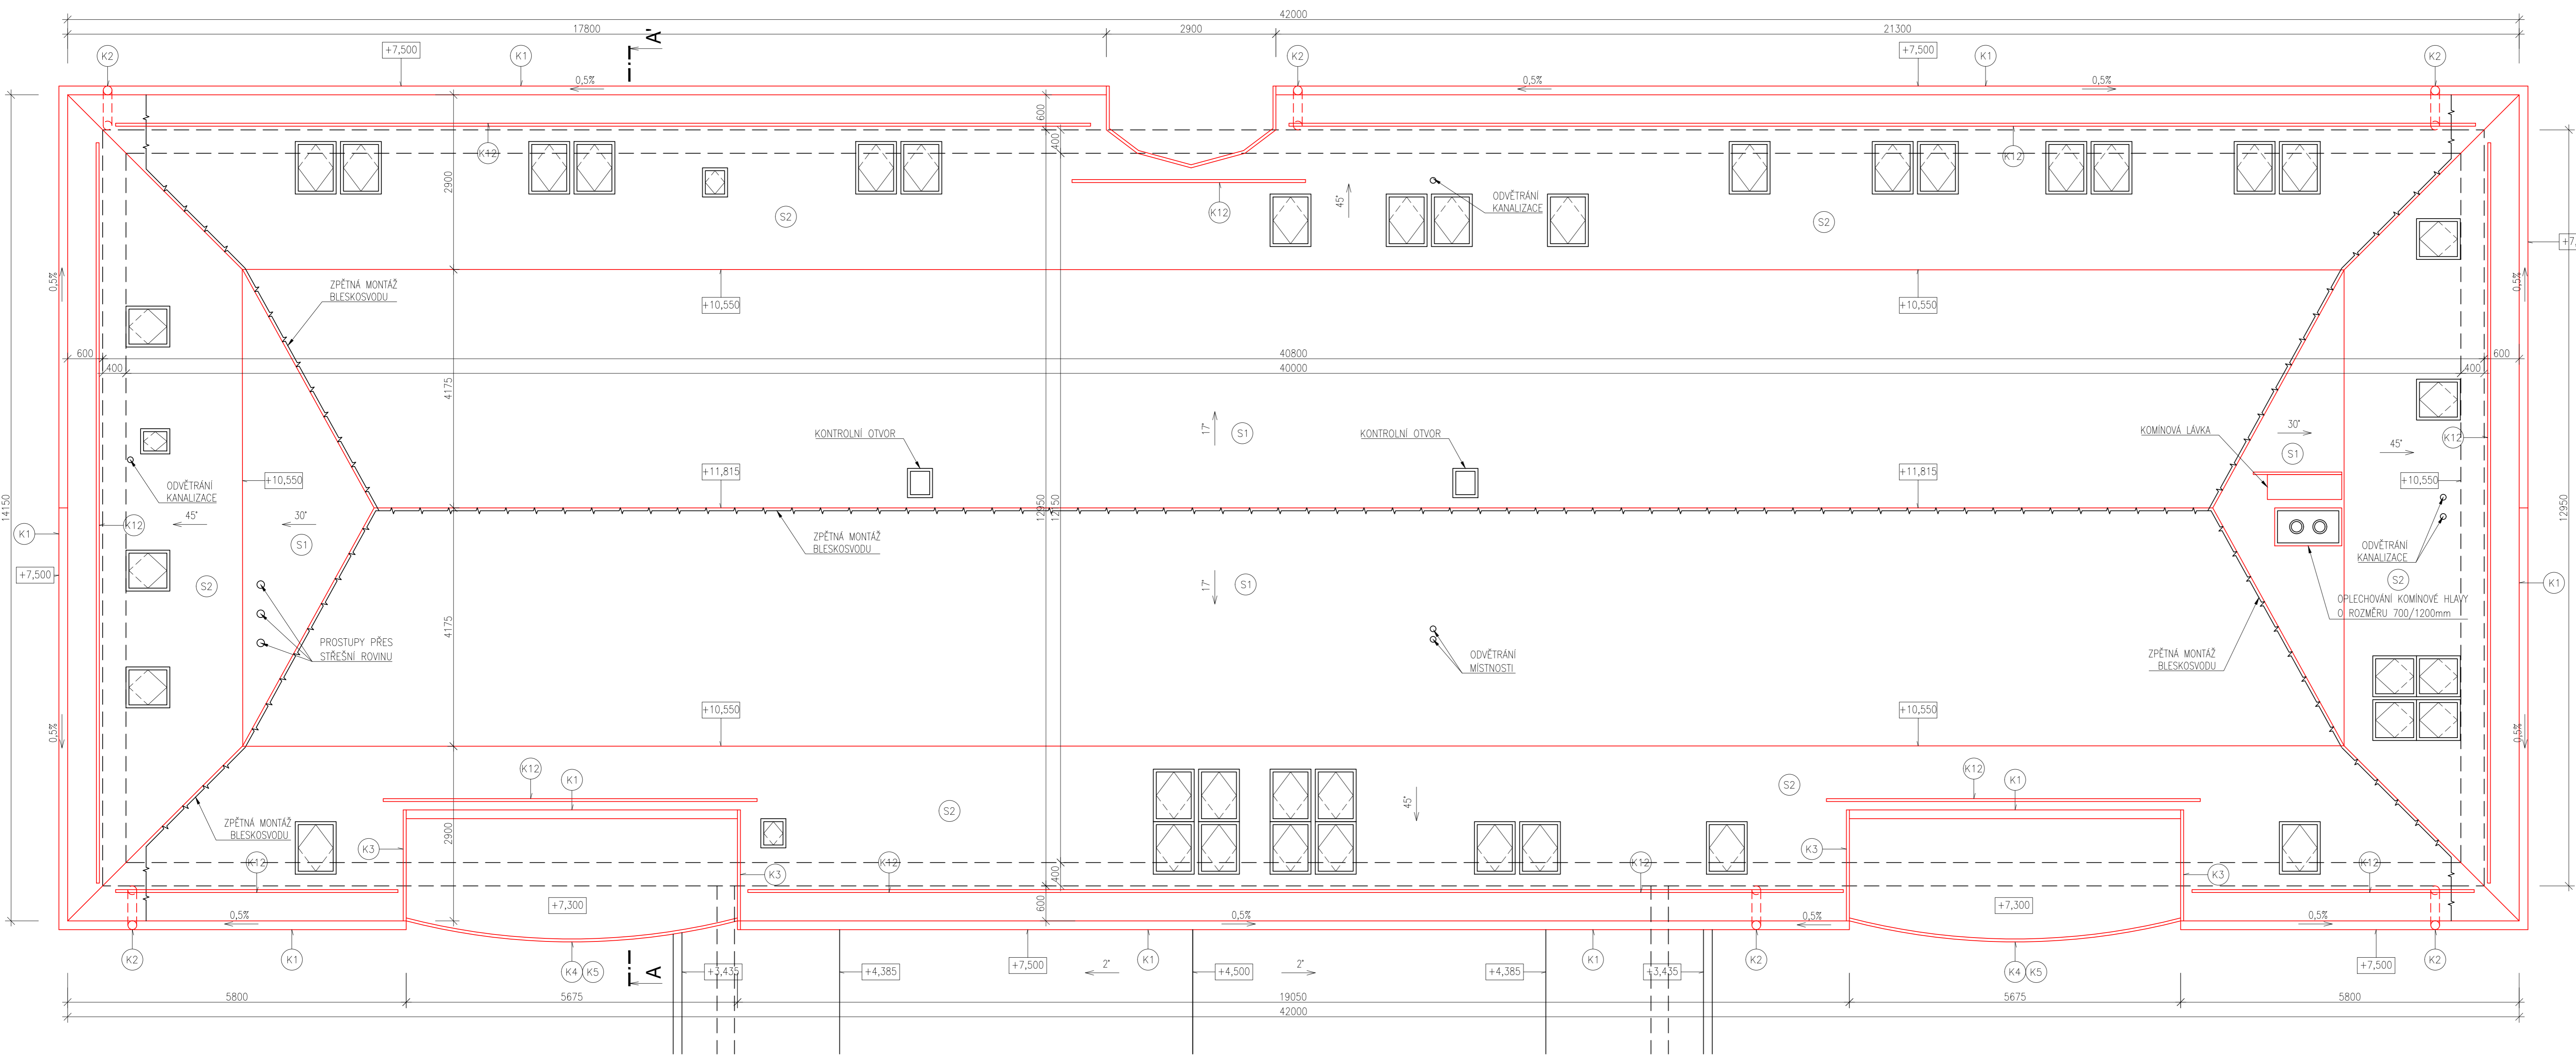 42000
17800
2900
21300
A'
K2
+7,500
K1
K2
+7,500
K1
K2
0,5%
0,5%
0,5%
600
400
K12
K12
2900
S2
K12
45°
ODVĚTRÁNÍ
KANALIZACE
S2
0,5%
ZPĚTNÁ MONTÁŽ
BLESKOSVODU
+10,550
+10,550
0,5%
600
40800
600
400
40000
400
4175
KONTROLNÍ OTVOR
17°
S1
KONTROLNÍ OTVOR
KOMÍNOVÁ LÁVKA
30°
S1
K12
45°
+10,550
+11,815
+11,815
+10,550
ODVĚTRÁNÍ
KANALIZACE
14150
12950
12150
12950
K12
45°
30°
S1
K1
+7,500
ZPĚTNÁ MONTÁŽ
BLESKOSVODU
ODVĚTRÁNÍ
KANALIZACE
S2
17°
S1
S2
K1
OPLECHOVÁNÍ KOMÍNOVÉ HLAVY
O ROZMĚRU 700/1200mm
4175
PROSTUPY PŘES
STŘEŠNÍ ROVINU
ODVĚTRÁNÍ
MÍSTNOSTI
ZPĚTNÁ MONTÁŽ
BLESKOSVODU
+10,550
+10,550
0,5%
0,5%
K12
K1
K12
K1
S2
S2
45°
ZPĚTNÁ MONTÁŽ
BLESKOSVODU
2900
K3
K3
K3
K3
K12
K12
K12
K12
400
600
+7,300
+7,300
0,5%
0,5%
0,5%
0,5%
K2
K1
K4
K5
A
+3,435
+4,385
+7,500
2°
K1
+4,500
2°
+4,385
K1
+3,435
K2
K4
K5
+7,500
K2
5800
5675
19050
5675
5800
42000